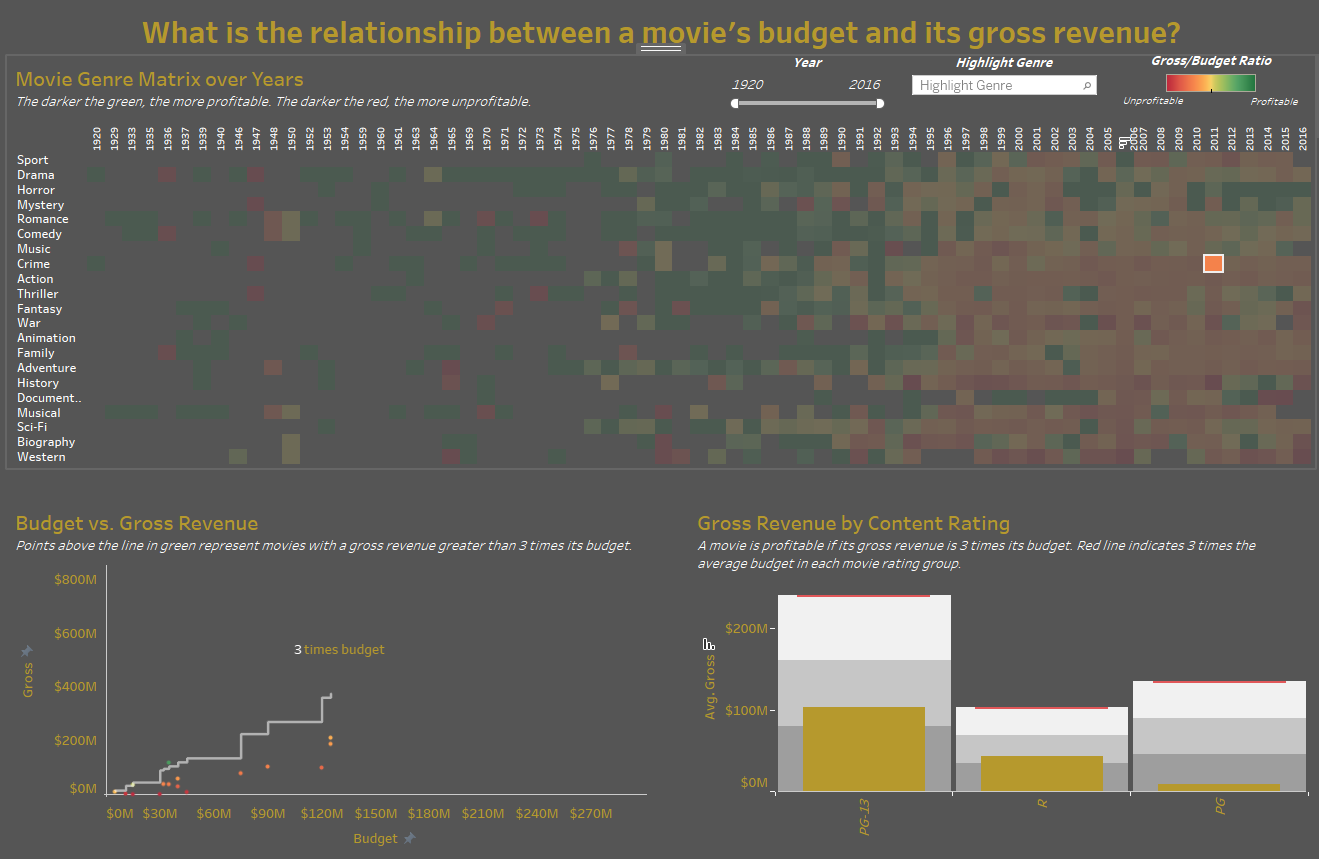 What is the relationship between a movie's budget and its gross revenue?
Movie Genre Matrix over Years
The darker the green, the more profitable. The darker the red, the more unprofitable.
Year
1920 2016
Highlight Genre
Highlight Genre
Gross/Budget Ratio
Unprofitable Profitable
1920 1929 1933 1935 1936 1937 1939 1940 1946 1947 1948 1950 1952 1953 1954 1959 1960 1961 1963 1964 1965 1969 1970 1971 1972 1973 1974 1975 1976 1977 1978 1979 1980 1981 1982 1983 1984 1985 1986 1987 1988 1989 1990 1991 1992 1993 1994 1995 1996 1997 1998 1999 2000 2001 2002 2003 2004 2005 2006 2007 2008 2009 2010 2011 2012 2013 2014 2015 2016
Sport
Drama
Horror
Mystery
Romance
Comedy
Music
Crime
Action
Thriller
Fantasy
War
Animation
Family
Adventure
History
Document..
Musical
Sci-Fi
Biography
Western
Budget vs. Gross Revenue
Points above the line in green represent movies with a gross revenue greater than 3 times its budget.
$800M
$600M
$400M
$200M
$0M
Gross
3 times budget
$0M $30M $60M $90M $120M $150M $180M $210M $240M $270M
Budget
Gross Revenue by Content Rating
A movie is profitable if its gross revenue is 3 times its budget. Red line indicates 3 times the
average budget in each movie rating group.
$200M
$100M
$0M
Avg. Gross
PG-13 R PG